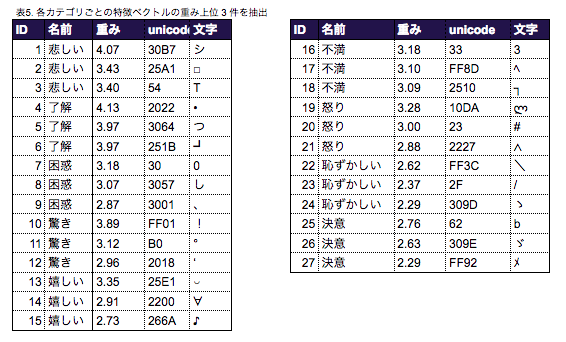 表5. 各カテゴリごとの特徴ベクトルの重み上位 3 件を抽出
ID 名前 重み unicode 文字
1 悲しい 4.07 30B7 シ
2 悲しい 3.43 25A1 □
3 悲しい 3.40 54 T
4 了解 4.13 2022 •
5 了解 3.97 3064 つ
6 了解 3.97 251B ┛
7 困惑 3.18 30 0
8 困惑 3.07 3057 し
9 困惑 2.87 3001 、
10 驚き 3.89 FF01 ！
11 驚き 3.12 B0 °
12 驚き 2.96 2018 ‘
13 嬉しい 3.35 25E1 ◡
14 嬉しい 2.91 2200 ∀
15 嬉しい 2.73 266A ♪
ID 名前 重み unicode 文字
16 不満 3.18 33 3
17 不満 3.10 FF8D ﾍ
18 不満 3.09 2510 ┐
19 怒り 3.28 10DA ლ
20 怒り 3.00 23 #
21 怒り 2.88 2227 ∧
22 恥ずかしい 2.62 FF3C ＼
23 恥ずかしい 2.37 2F /
24 恥ずかしい 2.29 309D ゝ
25 決意 2.76 62 b
26 決意 2.63 309E ゞ
27 決意 2.29 FF92 ﾒ